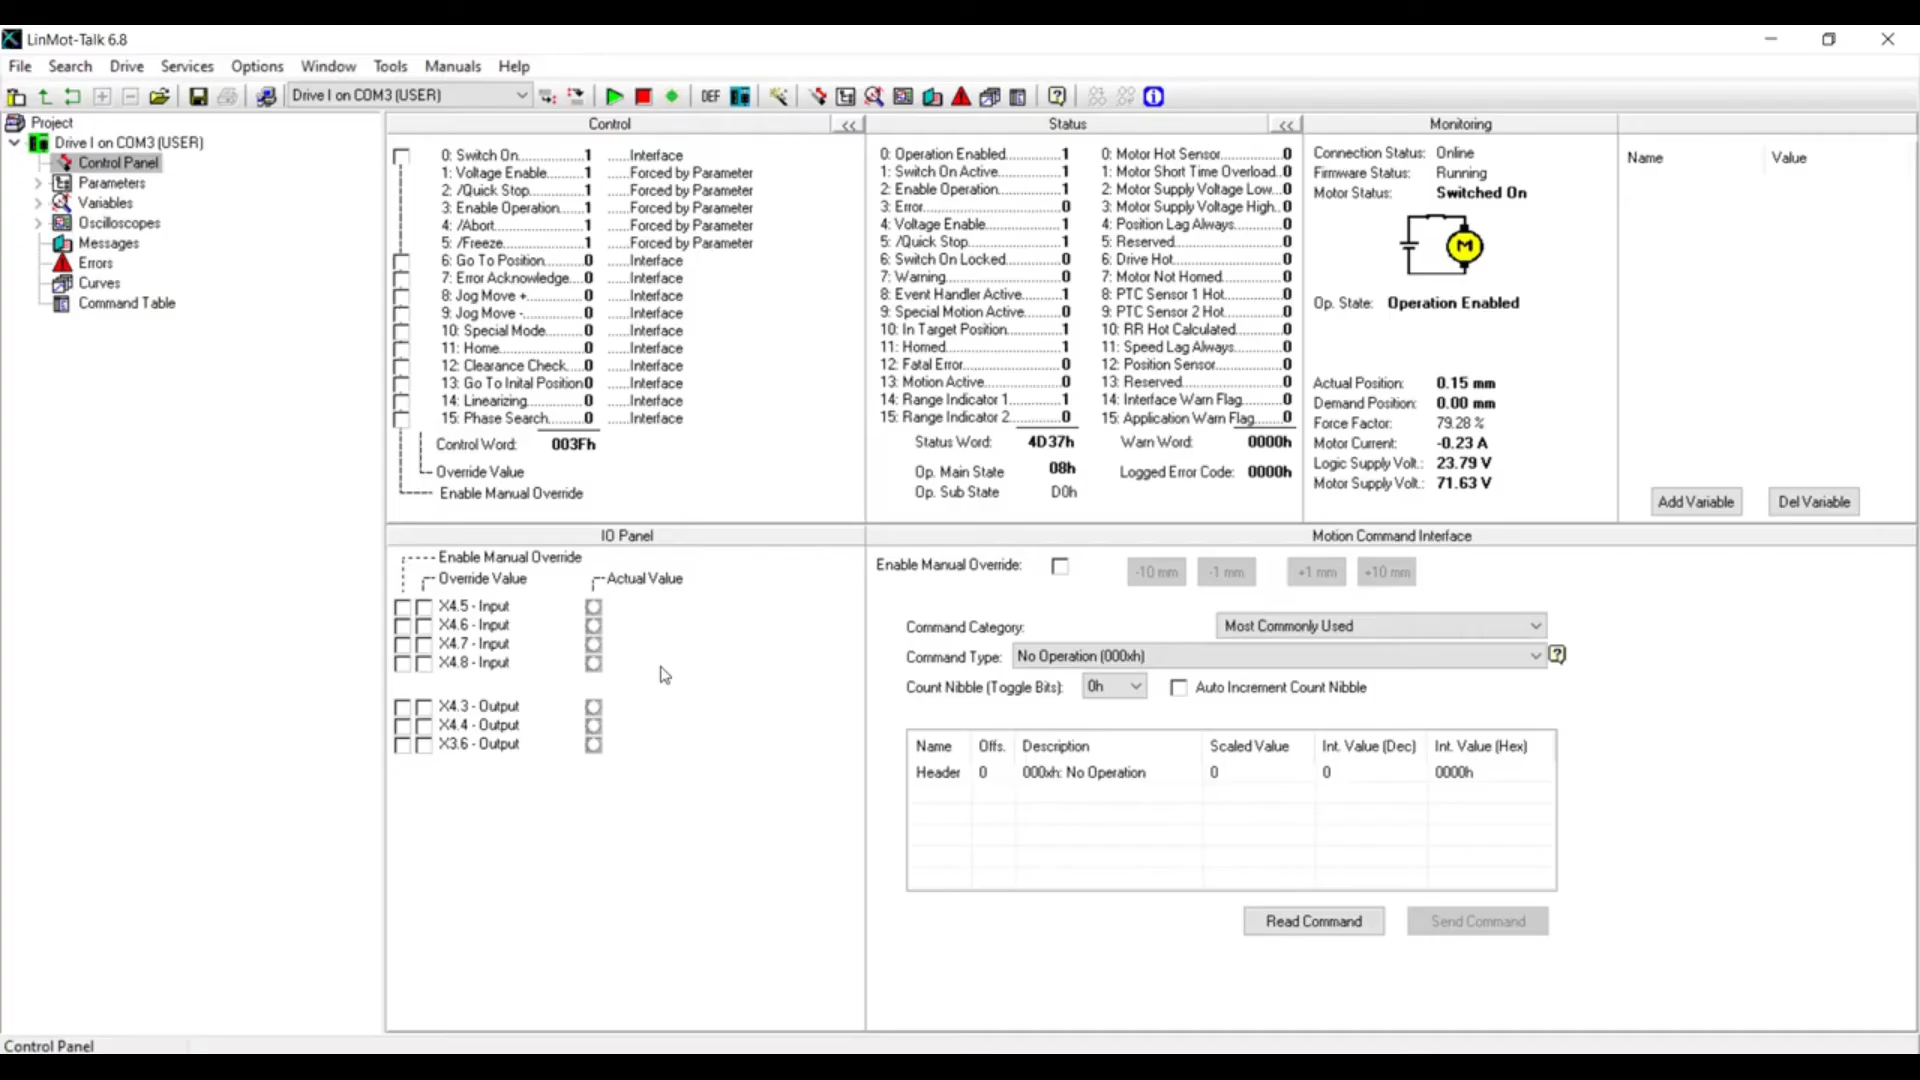 LinMot-Talk 6.8
File Search Drive Services Options Window Tools Manuals Help
Drive I on COM3 (USER)
DEF
Project
Drive I on COM3 (USER)
Control Panel
Parameters
Variables
Oscilloscopes
Messages
Errors
Curves
Command Table
Control <<
0: Switch On 1 Interface
1: Voltage Enable 1 Forced by Parameter
2: /Quick Stop 1 Forced by Parameter
3: Enable Operation 1 Forced by Parameter
4: /Abort 1 Forced by Parameter
5: /Freeze 1 Forced by Parameter
6: Go To Position 0 Interface
7: Error Acknowledge 0 Interface
8: Jog Move + 0 Interface
9: Jog Move - 0 Interface
10: Special Mode 0 Interface
11: Home 0 Interface
12: Clearance Check 0 Interface
13: Go To Inital Position 0 Interface
14: Linearizing 0 Interface
15: Phase Search 0 Interface
Control Word: 003Fh
Override Value
Enable Manual Override
Status <<
0: Operation Enabled 1
1: Switch On Active 1
2: Enable Operation 1
3: Error 0
4: Voltage Enable 1
5: /Quick Stop 1
6: Switch On Locked 0
7: Warning 0
8: Event Handler Active 1
9: Special Motion Active 0
10: In Target Position 1
11: Homed 1
12: Fatal Error 0
13: Motion Active 0
14: Range Indicator 1 1
15: Range Indicator 2 0
Status Word: 4D37h
Op. Main State 08h
Op. Sub State D0h
0: Motor Hot Sensor 0
1: Motor Short Time Overload 0
2: Motor Supply Voltage Low 0
3: Motor Supply Voltage High 0
4: Position Lag Always 0
5: Reserved 0
6: Drive Hot 0
7: Motor Not Homed 0
8: PTC Sensor 1 Hot 0
9: PTC Sensor 2 Hot 0
10: RR Hot Calculated 0
11: Speed Lag Always 0
12: Position Sensor 0
13: Reserved 0
14: Interface Warn Flag 0
15: Application Warn Flag 0
Warn Word: 0000h
Logged Error Code: 0000h
Monitoring
Connection Status: Online
Firmware Status: Running
Motor Status: Switched On
M
Op. State: Operation Enabled
Actual Position: 0.15 mm
Demand Position: 0.00 mm
Force Factor: 79.28 %
Motor Current: -0.23 A
Logic Supply Volt.: 23.79 V
Motor Supply Volt.: 71.63 V
Name Value
Add Variable Del Variable
IO Panel
Enable Manual Override
Override Value Actual Value
X4.5 - Input
X4.6 - Input
X4.7 - Input
X4.8 - Input
X4.3 - Output
X4.4 - Output
X3.6 - Output
Motion Command Interface
Enable Manual Override: -10 mm -1 mm +1 mm +10 mm
Command Category: Most Commonly Used
Command Type: No Operation (000xh)
Count Nibble (Toggle Bits): 0h Auto Increment Count Nibble
Name Offs. Description Scaled Value Int. Value (Dec) Int. Value (Hex)
Header 0 000xh: No Operation 0 0 0000h
Read Command Send Command
Control Panel